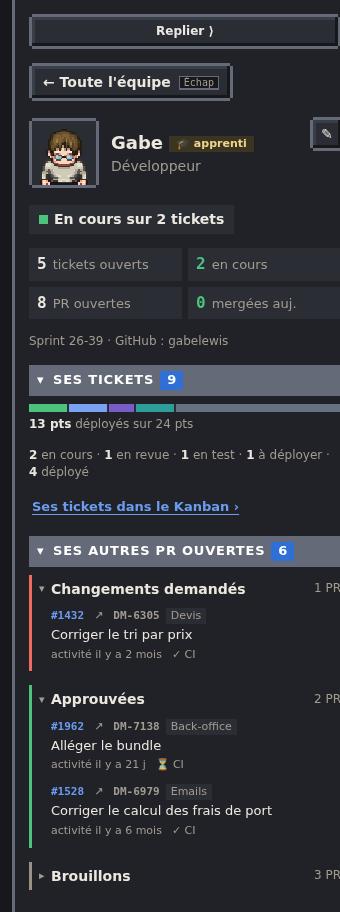 Replier ⟩
← Toute l'équipe Échap
Gabe 🎓 apprenti
✎
Développeur
En cours sur 2 tickets
5 tickets ouverts
2 en cours
8 PR ouvertes
0 mergées auj.
Sprint 26-39 · GitHub : gabelewis
▾ SES TICKETS 9
13 pts déployés sur 24 pts
2 en cours · 1 en revue · 1 en test · 1 à déployer ·
4 déployé
Ses tickets dans le Kanban ›
▾ SES AUTRES PR OUVERTES 6
▾ Changements demandés 1 PR
#1432 ↗ DM-6305 Devis
Corriger le tri par prix
activité il y a 2 mois ✓ CI
▾ Approuvées 2 PR
#1962 ↗ DM-7138 Back-office
Alléger le bundle
activité il y a 21 j ⏳ CI
#1528 ↗ DM-6979 Emails
Corriger le calcul des frais de port
activité il y a 6 mois ✓ CI
▸ Brouillons 3 PR